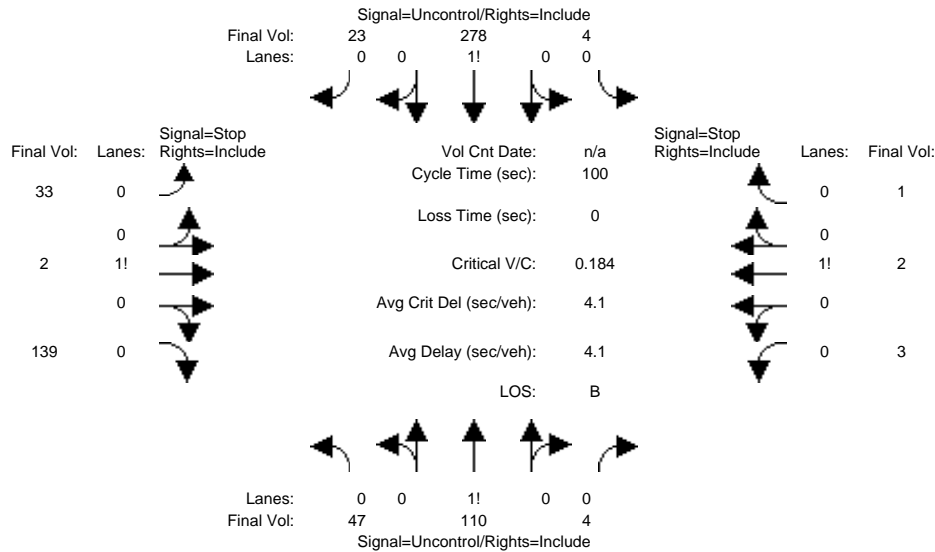 Signal=Uncontrol/Rights=Include
Final Vol: 23 278 4
Lanes: 0 0 1! 0 0
Signal=Stop Signal=Stop
Final Vol: Lanes: Rights=Include Vol Cnt Date: n/a Rights=Include Lanes: Final Vol:
Cycle Time (sec): 100
33 0 0 1
Loss Time (sec): 0
0 0
2 1! Critical V/C: 0.184 1! 2
0 Avg Crit Del (sec/veh): 4.1 0
139 0 Avg Delay (sec/veh): 4.1 0 3
LOS: B
Lanes: 0 0 1! 0 0
Final Vol: 47 110 4
Signal=Uncontrol/Rights=Include